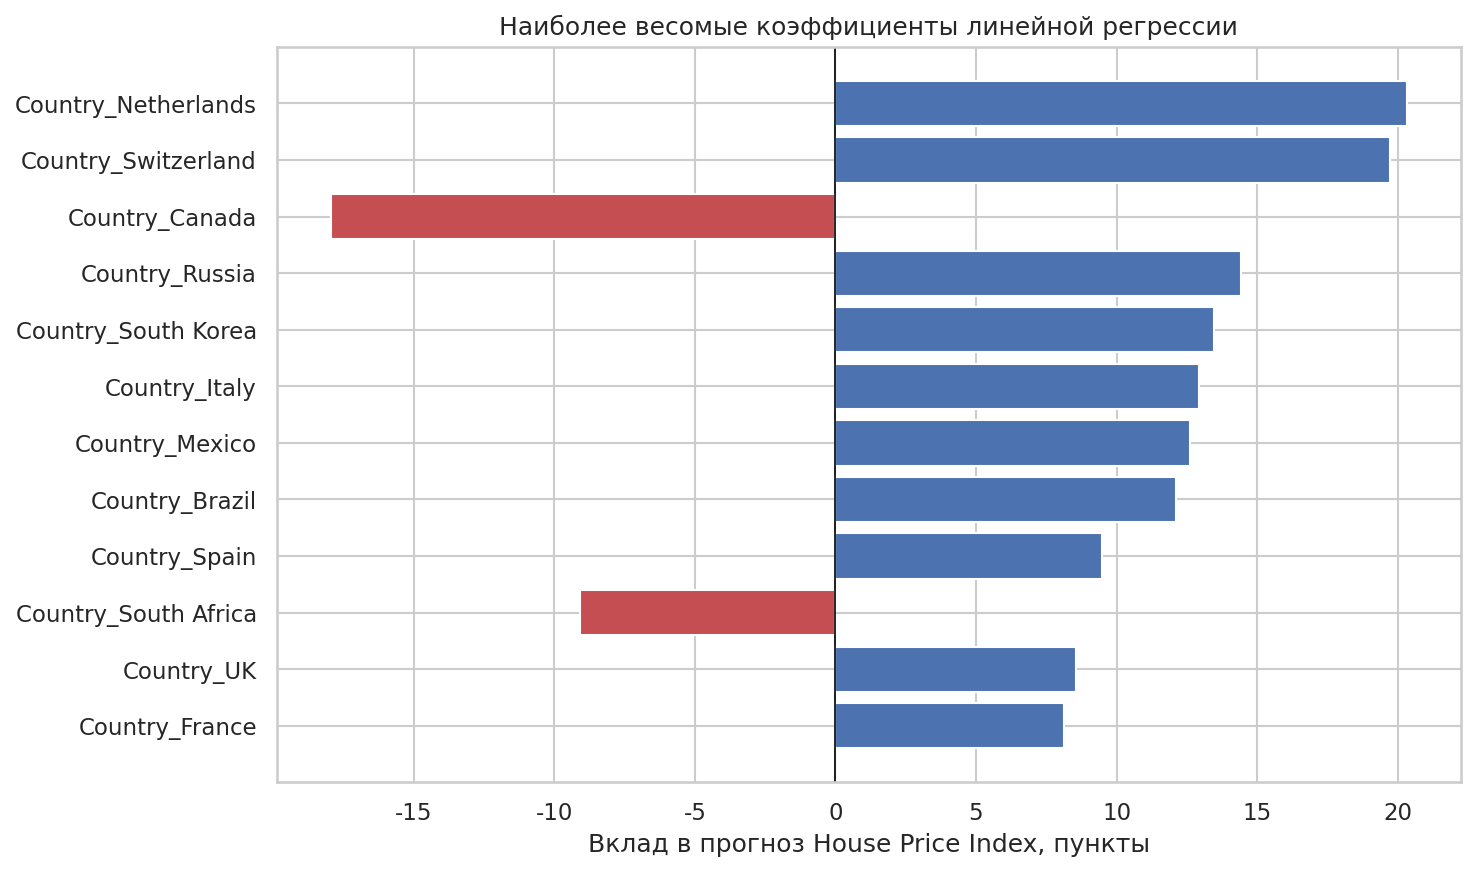 Наиболее весомые коэффициенты линейной регрессии
Country_Netherlands
Country_Switzerland
Country_Canada
Country_Russia
Country_South Korea
Country_Italy
Country_Mexico
Country_Brazil
Country_Spain
Country_South Africa
Country_UK
Country_France
-15 -10 -5 0 5 10 15 20
Вклад в прогноз House Price Index, пункты